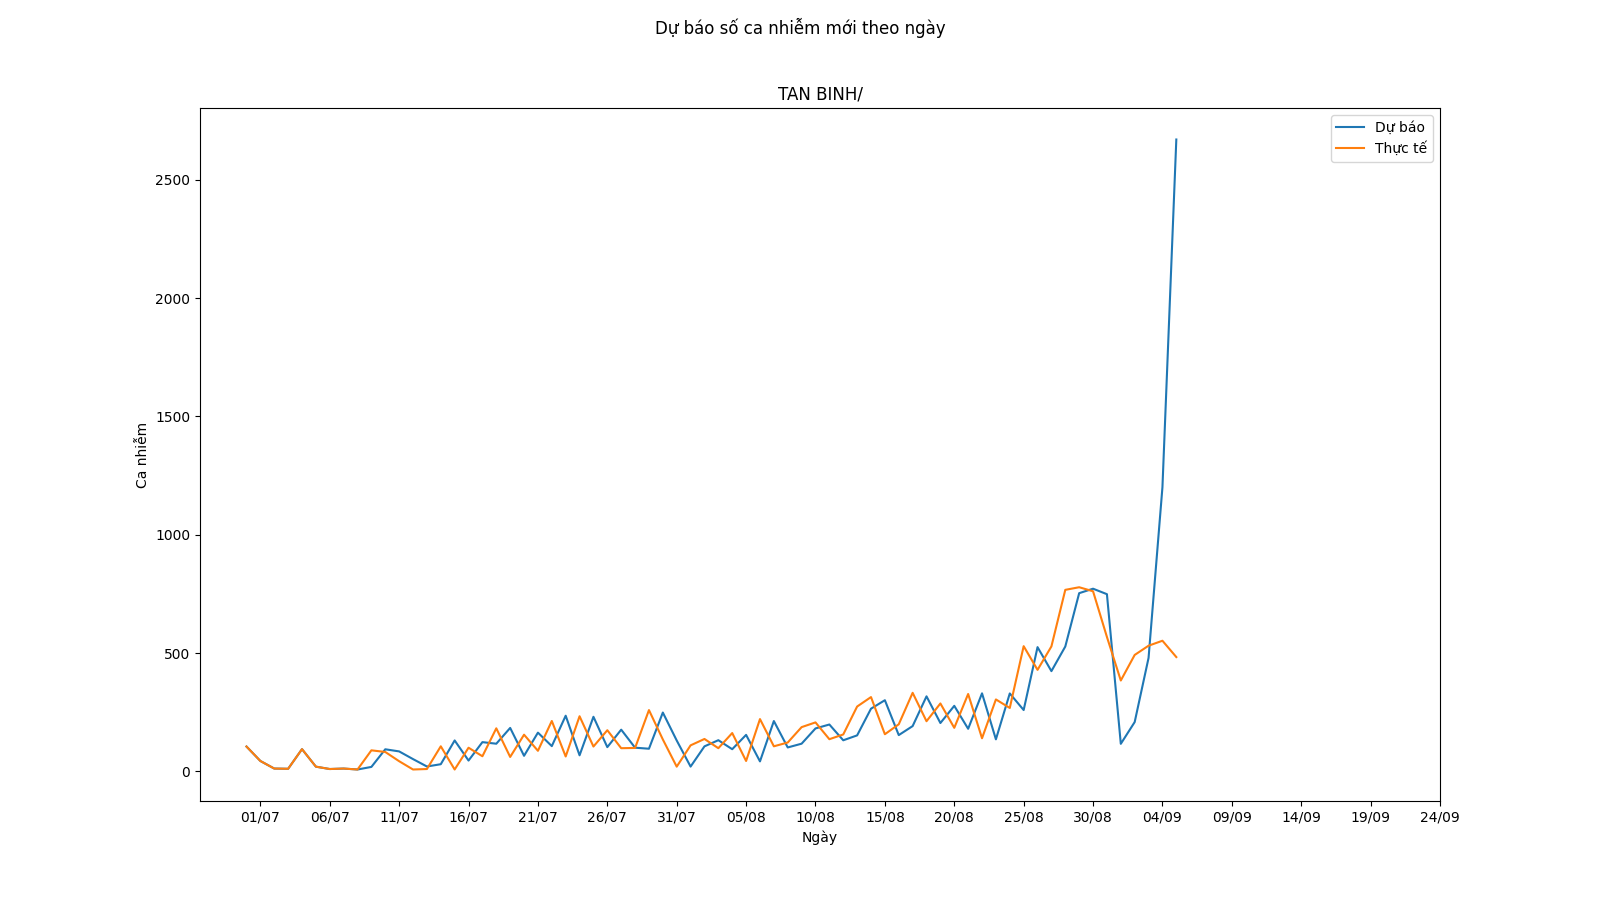 Dự báo số ca nhiễm mới theo ngày
TAN BINH/
Dự báo
Thực tế
2500
2000
1500
1000
500
0
Ca nhiễm
01/07 06/07 11/07 16/07 21/07 26/07 31/07 05/08 10/08 15/08 20/08 25/08 30/08 04/09 09/09 14/09 19/09 24/09
Ngày